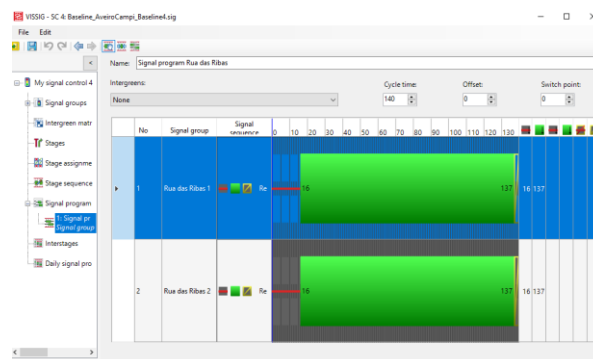 VISSIG - SC 4: Baseline_AveiroCampi_Baseline4.sig
File Edit
Name: Signal program Rua das Ribas
My signal control 4
Signal groups
Intergreen matr
Stages
Stage assignme
Stage sequence
Signal program
1: Signal pr
Signal group
Interstages
Daily signal pro
Intergreens: Cycle time: Offset: Switch point:
None 140 0 0
No Signal group Signal sequence 0 10 20 30 40 50 60 70 80 90 100 110 120 130
1 Rua das Ribas 1 Re 16 137 16 137
2 Rua das Ribas 2 Re 16 137 16 137